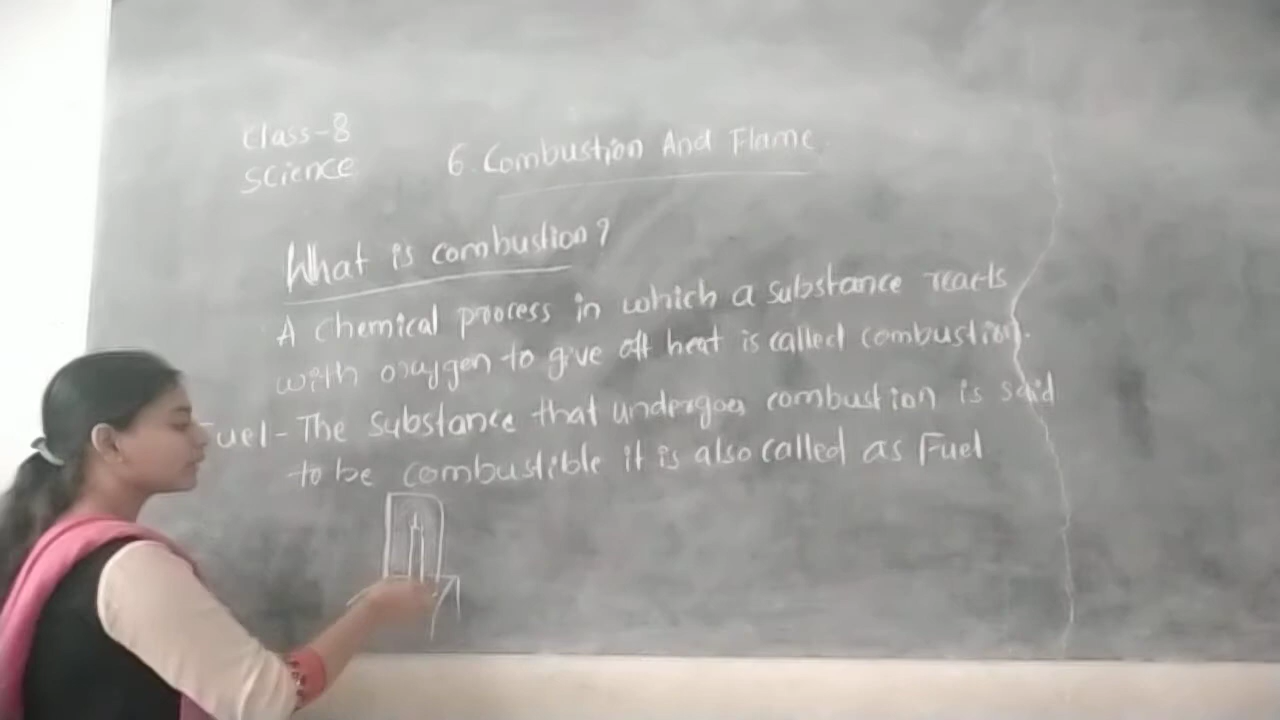 Class-8
Science
6. Combustion And Flame
What is combustion?
A chemical process in which a substance reacts
with oxygen to give off heat is called combustion.
Fuel - The substance that undergoes combustion is said
to be combustible it is also called as Fuel